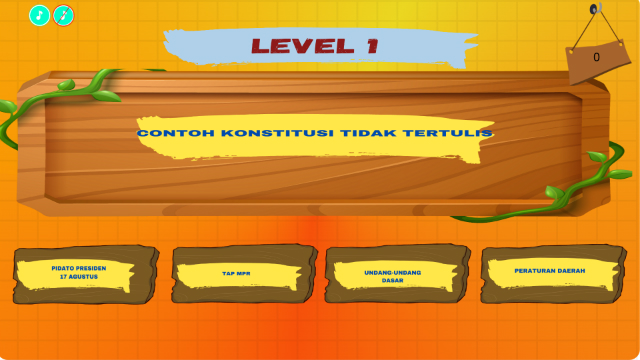 LEVEL 1
0
CONTOH KONSTITUSI TIDAK TERTULIS
PIDATO PRESIDEN
17 AGUSTUS
TAP MPR
UNDANG-UNDANG
DASAR
PERATURAN DAERAH